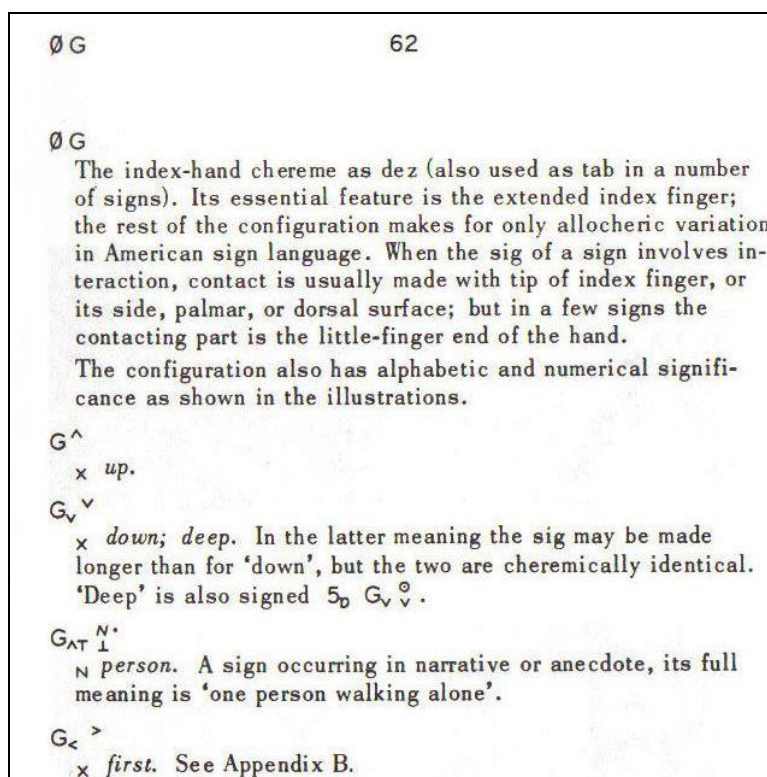 Ø G 62
Ø G
The index-hand chereme as dez (also used as tab in a number
of signs). Its essential feature is the extended index finger;
the rest of the configuration makes for only allocheric variation
in American sign language. When the sig of a sign involves in-
teraction, contact is usually made with tip of index finger, or
its side, palmar, or dorsal surface; but in a few signs the
contacting part is the little-finger end of the hand.
The configuration also has alphabetic and numerical signifi-
cance as shown in the illustrations.
G^
x up.
Gᵥ ˅
x down; deep. In the latter meaning the sig may be made
longer than for ‘down’, but the two are cheremically identical.
‘Deep’ is also signed 5ᴅ Gᵥ ⊙ᵥ.
G∧T N˙⊥
N person. A sign occurring in narrative or anecdote, its full
meaning is ‘one person walking alone’.
G< >
x first. See Appendix B.